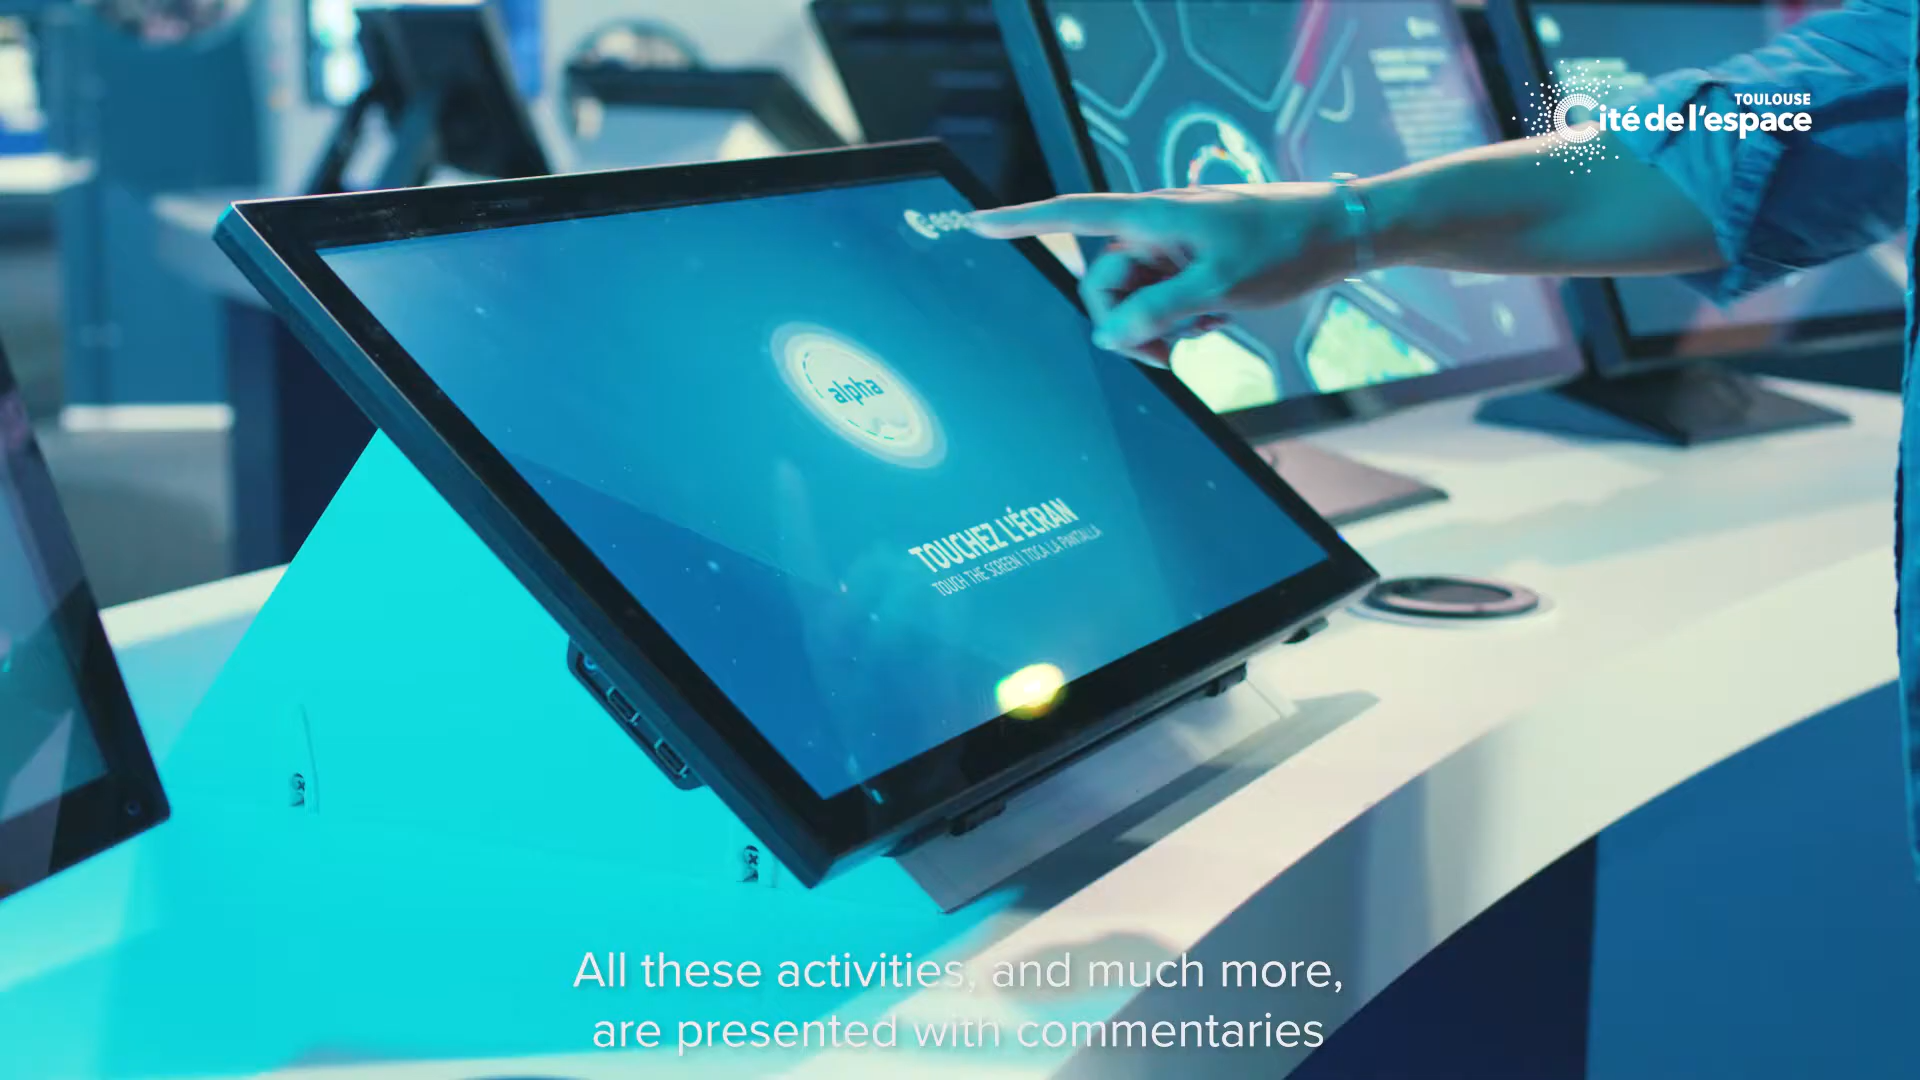 TOULOUSE
Cité de l'espace
esa
alpha
TOUCHEZ L'ÉCRAN
TOUCH THE SCREEN | TOCA LA PANTALLA
All these activities, and much more,
are presented with commentaries